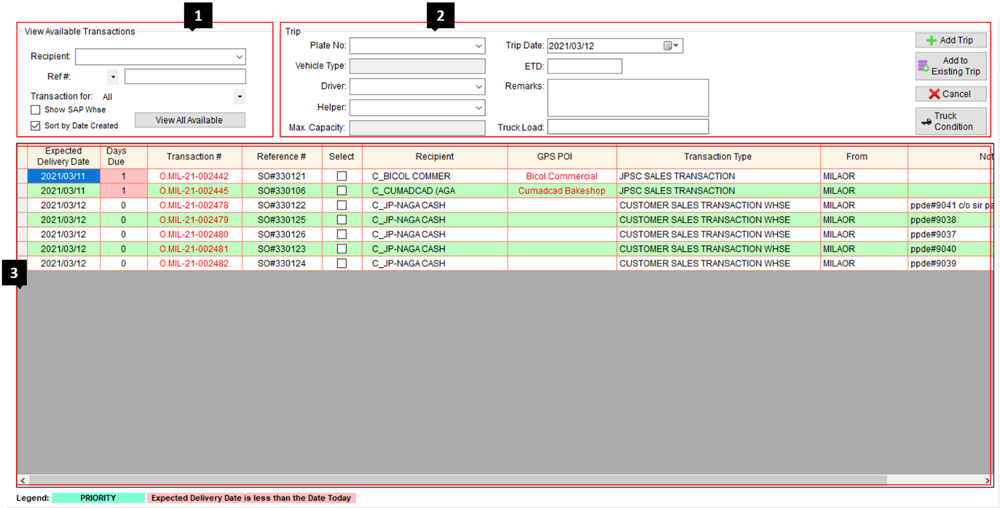 1
2
View Available Transactions
Recipient:
Ref #:
Transaction for: All
Show SAP Whse
Sort by Date Created
View All Available
Trip
Plate No:
Vehicle Type:
Driver:
Helper:
Max. Capacity:
Trip Date: 2021/03/12
ETD:
Remarks:
Truck Load:
Add Trip
Add to
Existing Trip
Cancel
Truck
Condition
3
Expected Delivery Date Days Due Transaction # Reference # Select Recipient GPS POI Transaction Type From Not
2021/03/11 1 O.MIL-21-002442 SO#330121 C_BICOL COMMER Bicol Commercial JPSC SALES TRANSACTION MILAOR
2021/03/11 1 O.MIL-21-002445 SO#330106 C_CUMADCAD (AGA Cumadcad Bakeshop JPSC SALES TRANSACTION MILAOR
2021/03/12 0 O.MIL-21-002478 SO#330122 C_JP-NAGA CASH CUSTOMER SALES TRANSACTION WHSE MILAOR ppde#9041 c/o sir pa
2021/03/12 0 O.MIL-21-002479 SO#330125 C_JP-NAGA CASH CUSTOMER SALES TRANSACTION WHSE MILAOR ppde#9038
2021/03/12 0 O.MIL-21-002480 SO#330126 C_JP-NAGA CASH CUSTOMER SALES TRANSACTION WHSE MILAOR ppde#9037
2021/03/12 0 O.MIL-21-002481 SO#330123 C_JP-NAGA CASH CUSTOMER SALES TRANSACTION WHSE MILAOR ppde#9040
2021/03/12 0 O.MIL-21-002482 SO#330124 C_JP-NAGA CASH CUSTOMER SALES TRANSACTION WHSE MILAOR ppde#9039
Legend: PRIORITY Expected Delivery Date is less than the Date Today